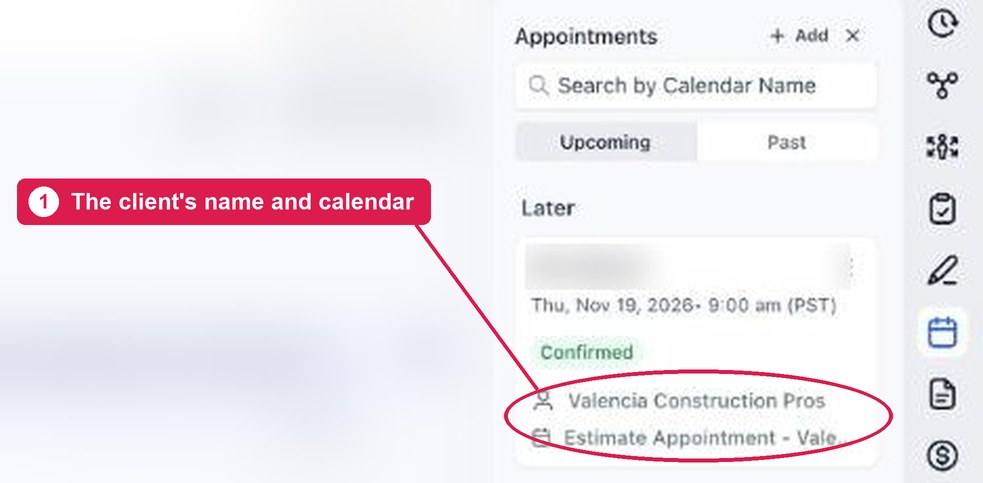 Appointments
+ Add ×
Search by Calendar Name
Upcoming
Past
1 The client's name and calendar
Later
Thu, Nov 19, 2026• 9:00 am (PST)
Confirmed
Valencia Construction Pros
Estimate Appointment - Vale...